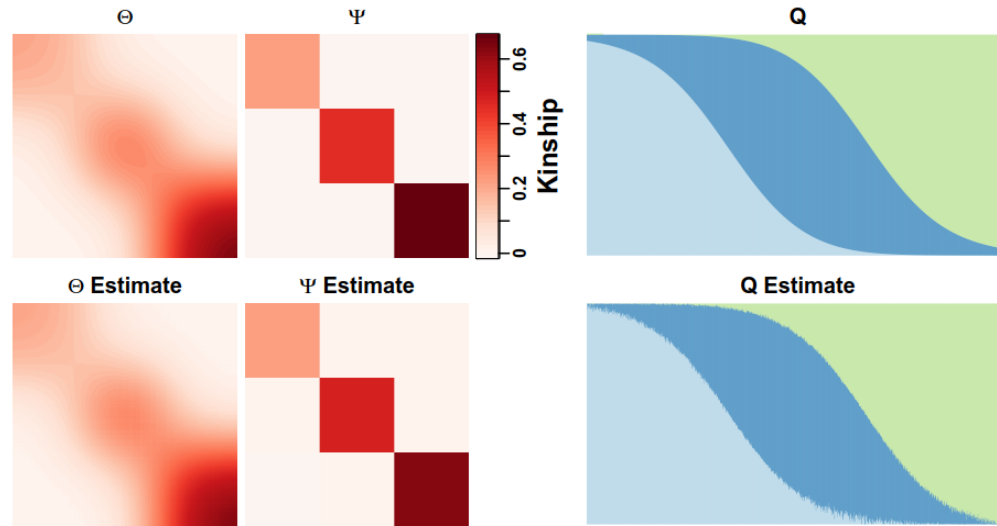 Θ
Ψ
Q
0
0.2
0.4
0.6
Kinship
Θ Estimate
Ψ Estimate
Q Estimate